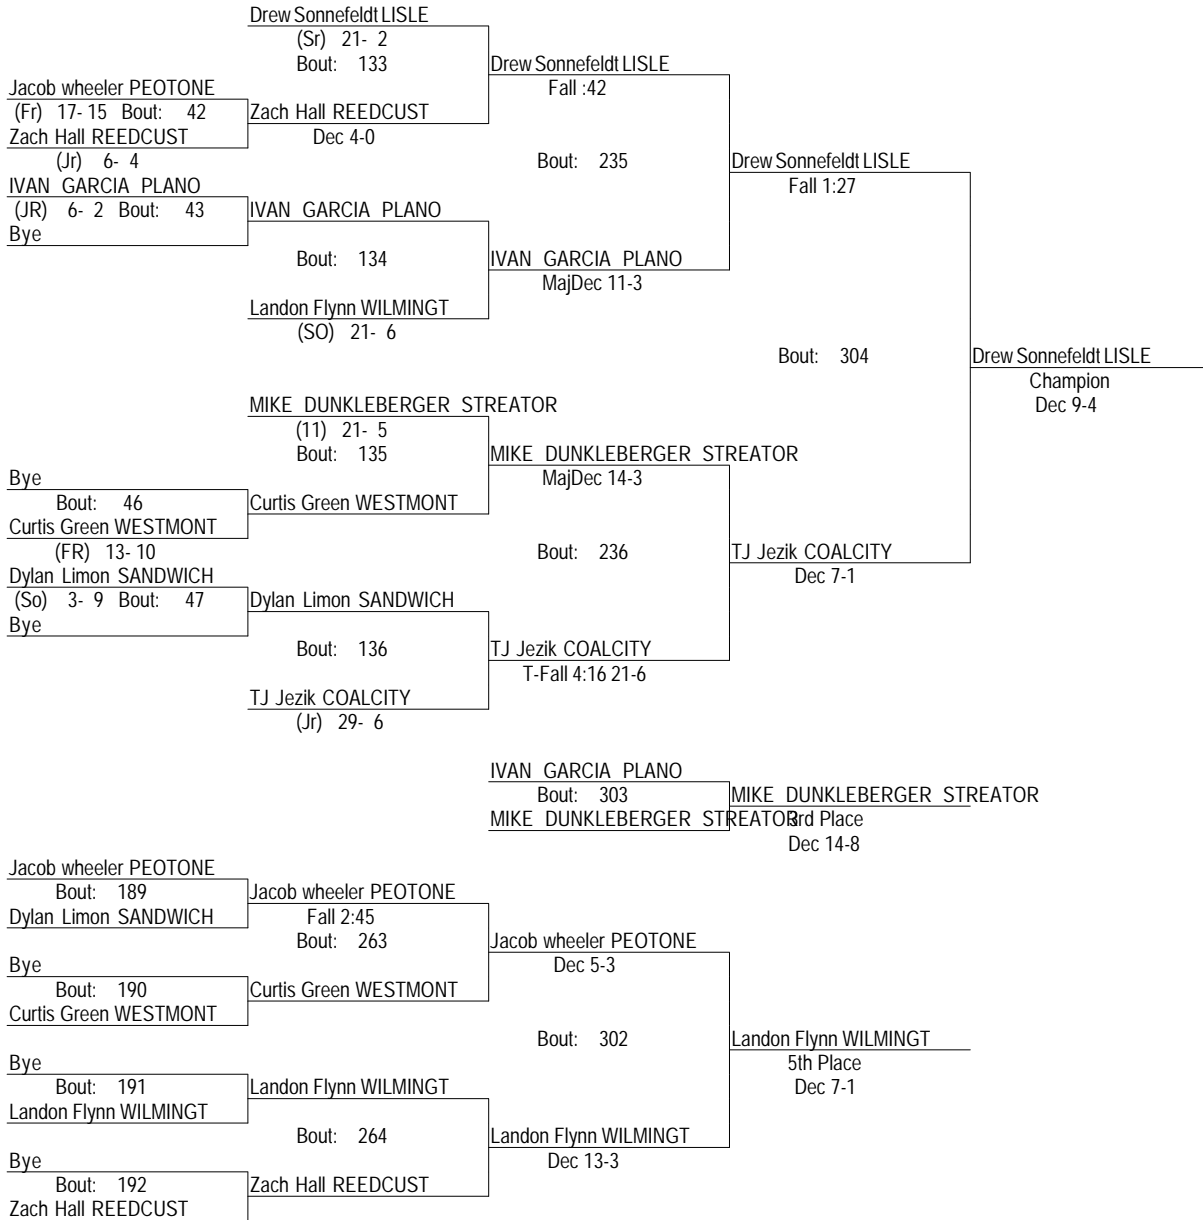 Drew Sonnefeldt LISLE
(Sr) 21- 2
Bout: 133 Drew Sonnefeldt LISLE
Jacob wheeler PEOTONE Fall :42
(Fr) 17- 15 Bout: 42 Zach Hall REEDCUST
Zach Hall REEDCUST Dec 4-0
(Jr) 6- 4 Bout: 235 Drew Sonnefeldt LISLE
IVAN GARCIA PLANO Fall 1:27
(JR) 6- 2 Bout: 43 IVAN GARCIA PLANO
Bye
Bout: 134 IVAN GARCIA PLANO
MajDec 11-3
Landon Flynn WILMINGT
(SO) 21- 6
Bout: 304 Drew Sonnefeldt LISLE
Champion
MIKE DUNKLEBERGER STREATOR Dec 9-4
(11) 21- 5
Bout: 135 MIKE DUNKLEBERGER STREATOR
Bye MajDec 14-3
Bout: 46 Curtis Green WESTMONT
Curtis Green WESTMONT
(FR) 13- 10 Bout: 236 TJ Jezik COALCITY
Dylan Limon SANDWICH Dec 7-1
(So) 3- 9 Bout: 47 Dylan Limon SANDWICH
Bye
Bout: 136 TJ Jezik COALCITY
T-Fall 4:16 21-6
TJ Jezik COALCITY
(Jr) 29- 6
IVAN GARCIA PLANO
Bout: 303 MIKE DUNKLEBERGER STREATOR
MIKE DUNKLEBERGER STREATOR 3rd Place
Dec 14-8
Jacob wheeler PEOTONE
Bout: 189 Jacob wheeler PEOTONE
Dylan Limon SANDWICH Fall 2:45
Bout: 263 Jacob wheeler PEOTONE
Bye Dec 5-3
Bout: 190 Curtis Green WESTMONT
Curtis Green WESTMONT
Bout: 302 Landon Flynn WILMINGT
Bye 5th Place
Bout: 191 Landon Flynn WILMINGT Dec 7-1
Landon Flynn WILMINGT
Bout: 264 Landon Flynn WILMINGT
Bye Dec 13-3
Bout: 192 Zach Hall REEDCUST
Zach Hall REEDCUST